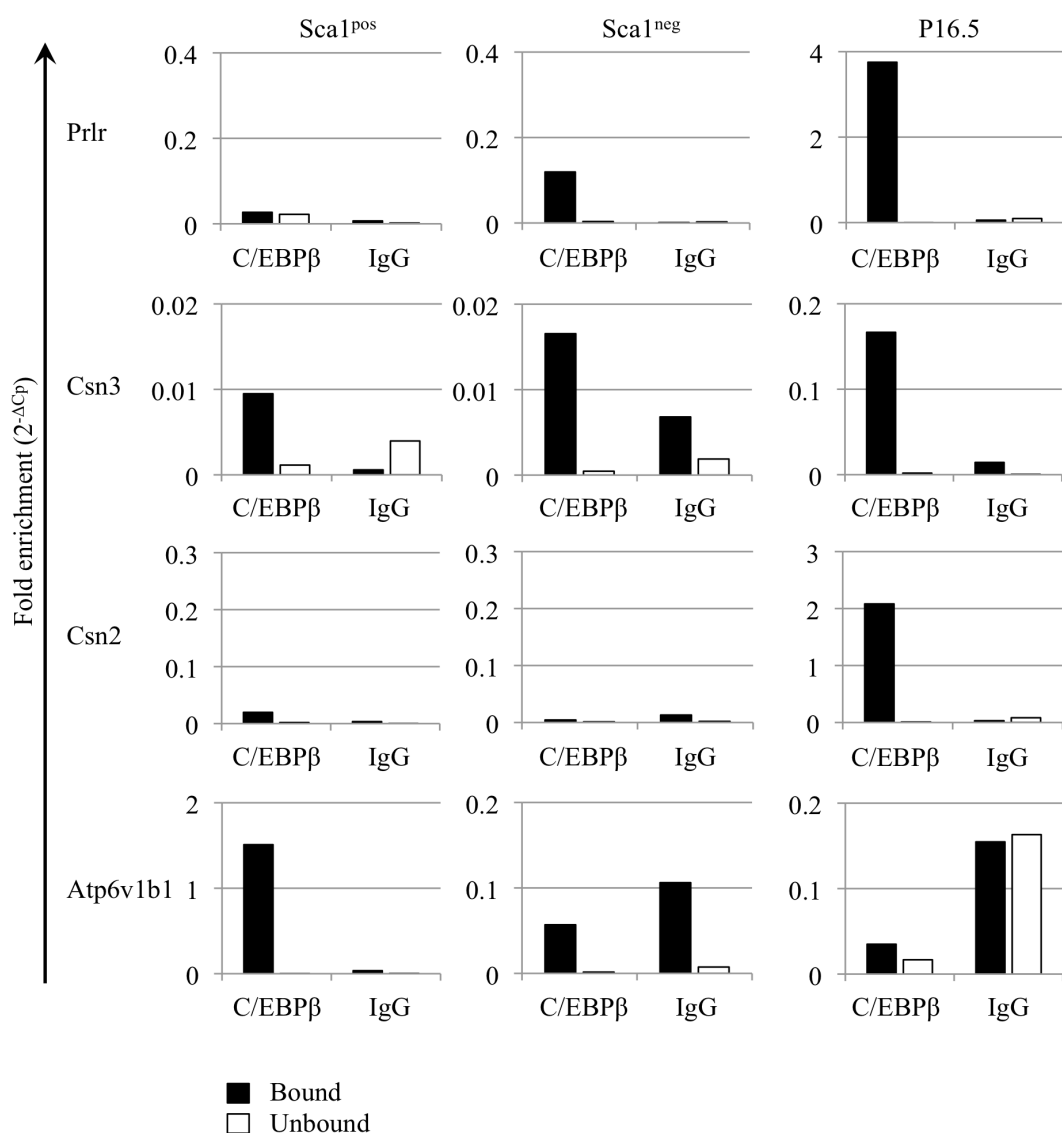 Sca1pos Sca1neg P16.5
Fold enrichment (2-ΔCp)
Prlr
0.4
0.2
0
C/EBPβ IgG
0.4
0.2
0
C/EBPβ IgG
4
2
0
C/EBPβ IgG
Csn3
0.02
0.01
0
C/EBPβ IgG
0.02
0.01
0
C/EBPβ IgG
0.2
0.1
0
C/EBPβ IgG
Csn2
0.3
0.2
0.1
0
C/EBPβ IgG
0.3
0.2
0.1
0
C/EBPβ IgG
3
2
1
0
C/EBPβ IgG
Atp6v1b1
2
1
0
C/EBPβ IgG
0.2
0.1
0
C/EBPβ IgG
0.2
0.1
0
C/EBPβ IgG
Bound
Unbound